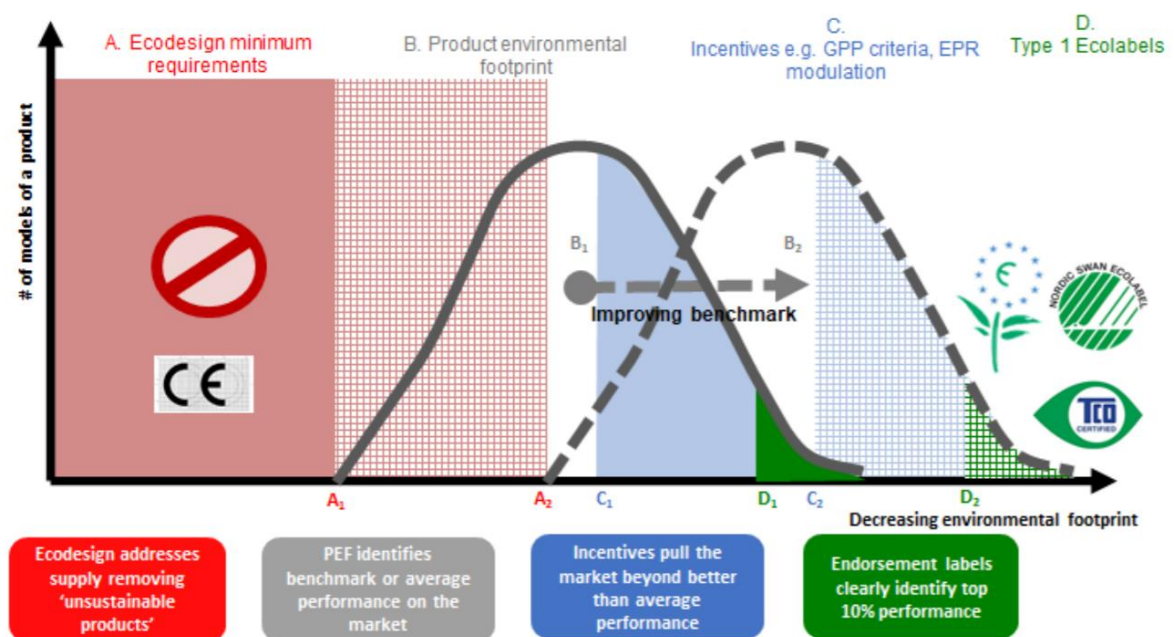 A. Ecodesign minimum
requirements
B. Product environmental
footprint
C.
Incentives e.g. GPP criteria, EPR
modulation
D.
Type 1 Ecolabels
# of models of a product
B₁
B₂
Improving benchmark
CE
NORDIC SWAN ECOLABEL
TCO
CERTIFIED
A₁
A₂
C₁
D₁
C₂
D₂
Decreasing environmental footprint
Ecodesign addresses
supply removing
‘unsustainable
products’
PEF identifies
benchmark or average
performance on the
market
Incentives pull the
market beyond better
than average
performance
Endorsement labels
clearly identify top
10% performance